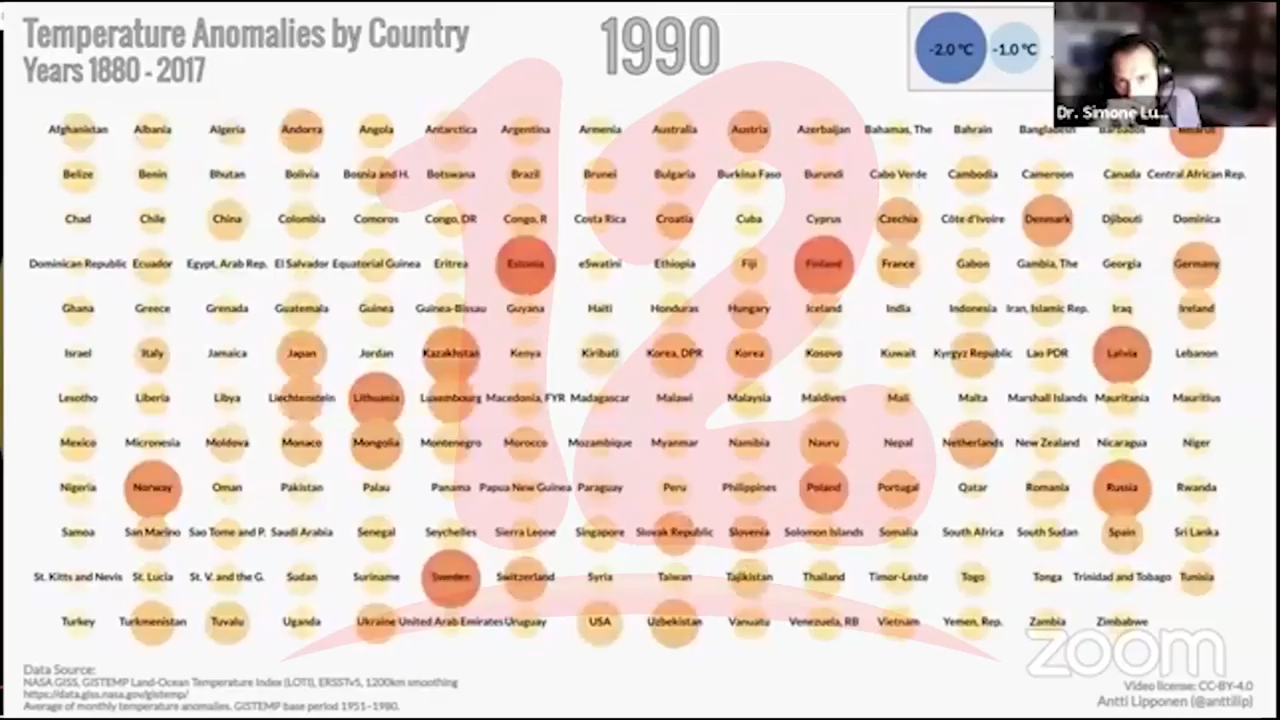 Temperature Anomalies by Country
Years 1880 - 2017
1990
-2.0 °C -1.0 °C
Dr. Simone Lu...
Afghanistan Albania Algeria Andorra Angola Antarctica Argentina Armenia Australia Austria Azerbaijan Bahamas, The Bahrain Bangladesh Barbados Belarus
Belize Benin Bhutan Bolivia Bosnia and H. Botswana Brazil Brunei Bulgaria Burkina Faso Burundi Cabo Verde Cambodia Cameroon Canada Central African Rep.
Chad Chile China Colombia Comoros Congo, DR Congo, R Costa Rica Croatia Cuba Cyprus Czechia Côte d'Ivoire Denmark Djibouti Dominica
Dominican Republic Ecuador Egypt, Arab Rep. El Salvador Equatorial Guinea Eritrea Estonia eSwatini Ethiopia Fiji Finland France Gabon Gambia, The Georgia Germany
Ghana Greece Grenada Guatemala Guinea Guinea-Bissau Guyana Haiti Honduras Hungary Iceland India Indonesia Iran, Islamic Rep. Iraq Ireland
Israel Italy Jamaica Japan Jordan Kazakhstan Kenya Kiribati Korea, DPR Korea Kosovo Kuwait Kyrgyz Republic Lao PDR Latvia Lebanon
Lesotho Liberia Libya Liechtenstein Lithuania Luxembourg Macedonia, FYR Madagascar Malawi Malaysia Maldives Mali Malta Marshall Islands Mauritania Mauritius
Mexico Micronesia Moldova Monaco Mongolia Montenegro Morocco Mozambique Myanmar Namibia Nauru Nepal Netherlands New Zealand Nicaragua Niger
Nigeria Norway Oman Pakistan Palau Panama Papua New Guinea Paraguay Peru Philippines Poland Portugal Qatar Romania Russia Rwanda
Samoa San Marino Sao Tome and P. Saudi Arabia Senegal Seychelles Sierra Leone Singapore Slovak Republic Slovenia Solomon Islands Somalia South Africa South Sudan Spain Sri Lanka
St. Kitts and Nevis St. Lucia St. V. and the G. Sudan Suriname Sweden Switzerland Syria Taiwan Tajikistan Thailand Timor-Leste Togo Tonga Trinidad and Tobago Tunisia
Turkey Turkmenistan Tuvalu Uganda Ukraine United Arab Emirates Uruguay USA Uzbekistan Vanuatu Venezuela, RB Vietnam Yemen, Rep. Zambia Zimbabwe
12
zoom
Data Source:
NASA GISS, GISTEMP Land-Ocean Temperature Index (LOTI), ERSSTv5, 1200km smoothing
https://data.giss.nasa.gov/gistemp/
Average of monthly temperature anomalies. GISTEMP base period 1951-1980.
Video license: CC-BY-4.0
Antti Lipponen (@anttilip)